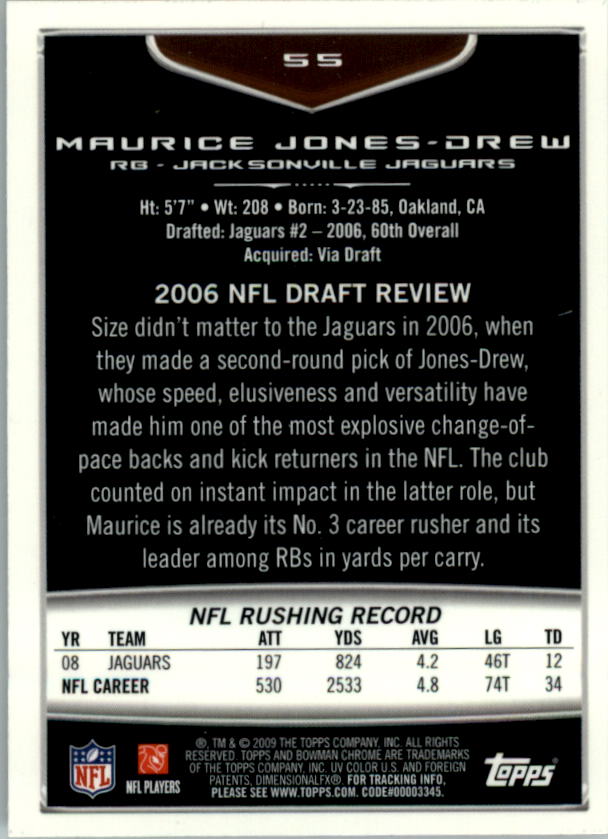 55
MAURICE JONES-DREW
RB - JACKSONVILLE JAGUARS
Ht: 5'7" • Wt: 208 • Born: 3-23-85, Oakland, CA
Drafted: Jaguars #2 – 2006, 60th Overall
Acquired: Via Draft
2006 NFL DRAFT REVIEW
Size didn't matter to the Jaguars in 2006, when
they made a second-round pick of Jones-Drew,
whose speed, elusiveness and versatility have
made him one of the most explosive change-of-
pace backs and kick returners in the NFL. The club
counted on instant impact in the latter role, but
Maurice is already its No. 3 career rusher and its
leader among RBs in yards per carry.
NFL RUSHING RECORD
YR TEAM ATT YDS AVG LG TD
08 JAGUARS 197 824 4.2 46T 12
NFL CAREER 530 2533 4.8 74T 34
®, TM & © 2009 THE TOPPS COMPANY, INC. ALL RIGHTS
RESERVED. TOPPS AND BOWMAN CHROME ARE TRADEMARKS
OF THE TOPPS COMPANY, INC. UV COLOR U.S. AND FOREIGN
PATENTS, DIMENSIONALFX®. FOR TRACKING INFO,
PLEASE SEE WWW.TOPPS.COM. CODE#00003345.
NFL
NFL PLAYERS
TOPPS®